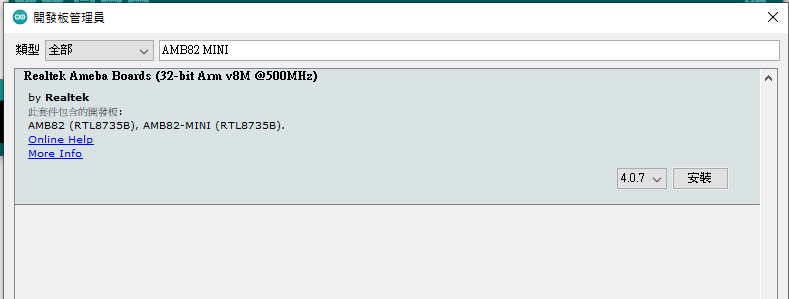 開發板管理員
類型 全部 AMB82 MINI
Realtek Ameba Boards (32-bit Arm v8M @500MHz)
by Realtek
此套件包含的開發板:
AMB82 (RTL8735B), AMB82-MINI (RTL8735B).
Online Help
More Info
4.0.7 安裝